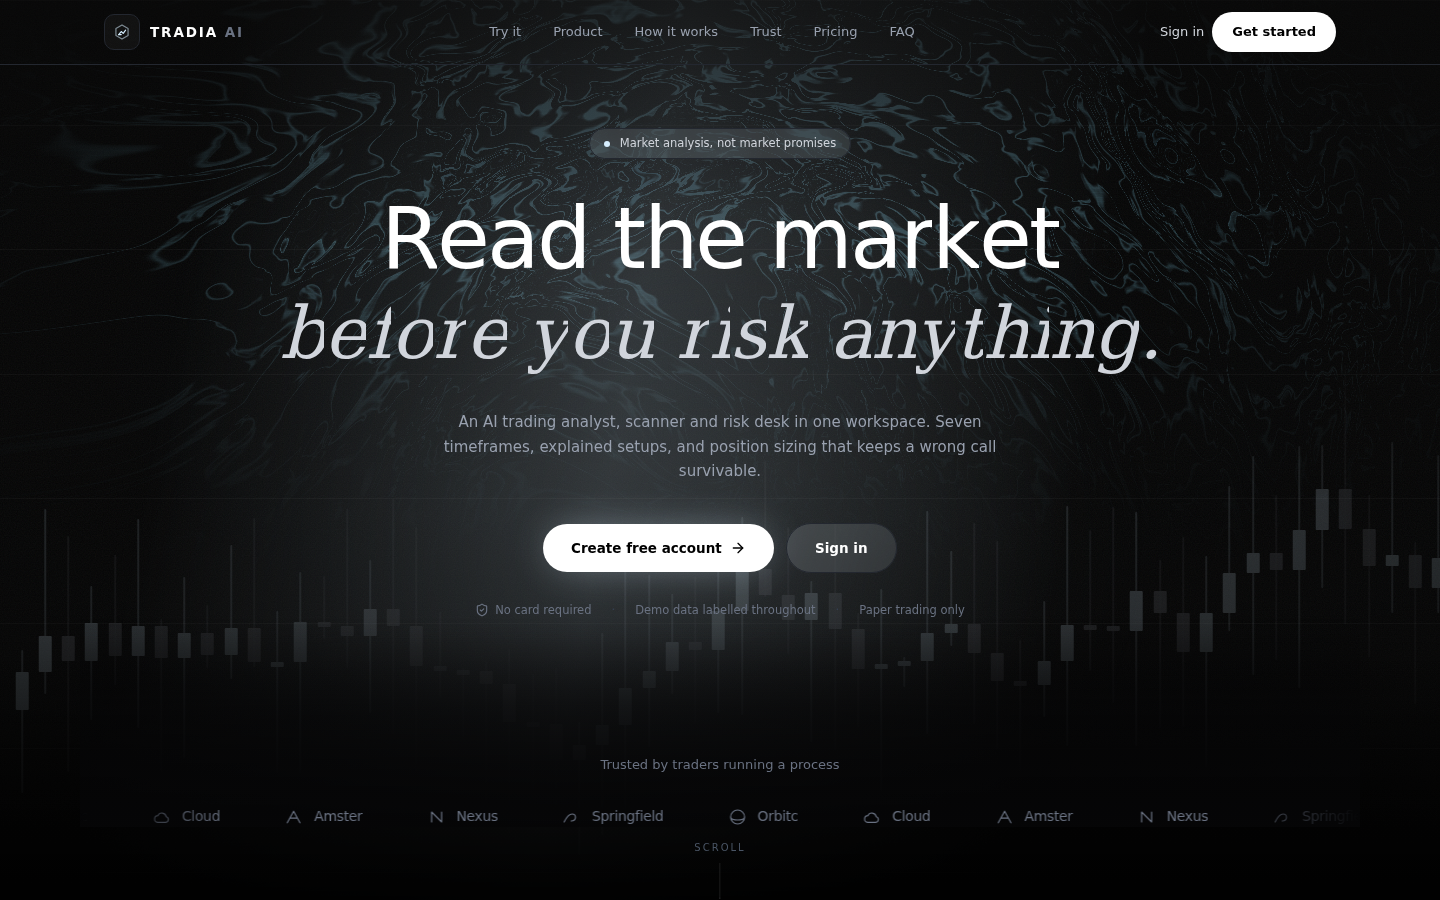 TRADIA AI
Try it
Product
How it works
Trust
Pricing
FAQ
Sign in
Get started
Market analysis, not market promises
Read the market
before you risk anything.
An AI trading analyst, scanner and risk desk in one workspace. Seven
timeframes, explained setups, and position sizing that keeps a wrong call
survivable.
Create free account
Sign in
No card required
Demo data labelled throughout
Paper trading only
Trusted by traders running a process
Cloud
Amster
Nexus
Springfield
Orbitc
Cloud
Amster
Nexus
Springf
SCROLL